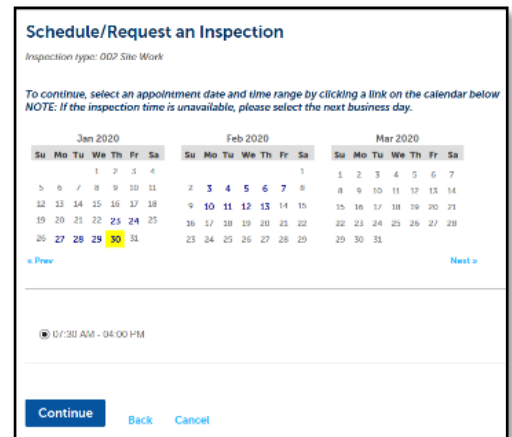 Schedule/Request an Inspection
Inspection type: 002 Site Work
To continue, select an appointment date and time range by clicking a link on the calendar below
NOTE: If the inspection time is unavailable, please select the next business day.
Jan 2020 Feb 2020 Mar 2020
Su Mo Tu We Th Fr Sa Su Mo Tu We Th Fr Sa Su Mo Tu We Th Fr Sa
1 2 3 4 1 1 2 3 4 5 6 7
5 6 7 8 9 10 11 2 3 4 5 6 7 8 8 9 10 11 12 13 14
12 13 14 15 16 17 18 9 10 11 12 13 14 15 15 16 17 18 19 20 21
19 20 21 22 23 24 25 16 17 18 19 20 21 22 22 23 24 25 26 27 28
26 27 28 29 30 31 23 24 25 26 27 28 29 29 30 31
« Prev Next »
07:30 AM - 04:00 PM
Continue Back Cancel